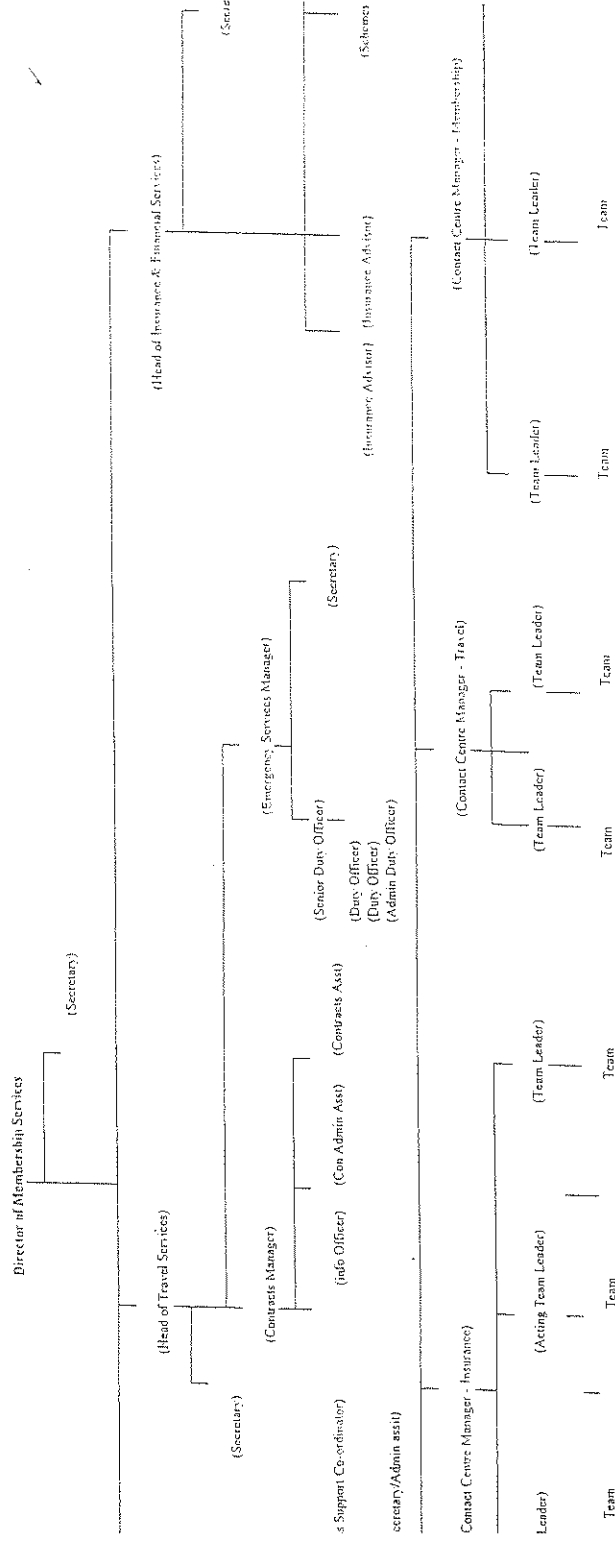 Director of Membership Services
(Secretary)
(Head of Travel Services)
(Head of Insurance & Financial Services)
(Secretary)
(Secre
(Contracts Manager)
(Emergency Services Manager)
(info Officer)
(Con Admin Asst)
(Contracts Asst)
(Senior Duty Officer)
(Duty Officer)
(Duty Officer)
(Admin Duty Officer)
(Secretary)
(Insurance Advisor)
(Insurance Advisor)
(Schemes
s Support Co-ordinator)
ecretary/Admin assit)
Contact Centre Manager - Insurance)
(Contact Centre Manager - Travel)
(Contact Centre Manager - Membership)
Leader)
(Acting Team Leader)
(Team Leader)
(Team Leader)
(Team Leader)
(Team Leader)
(Team Leader)
Team
Team
Team
Team
Team
Team
Team